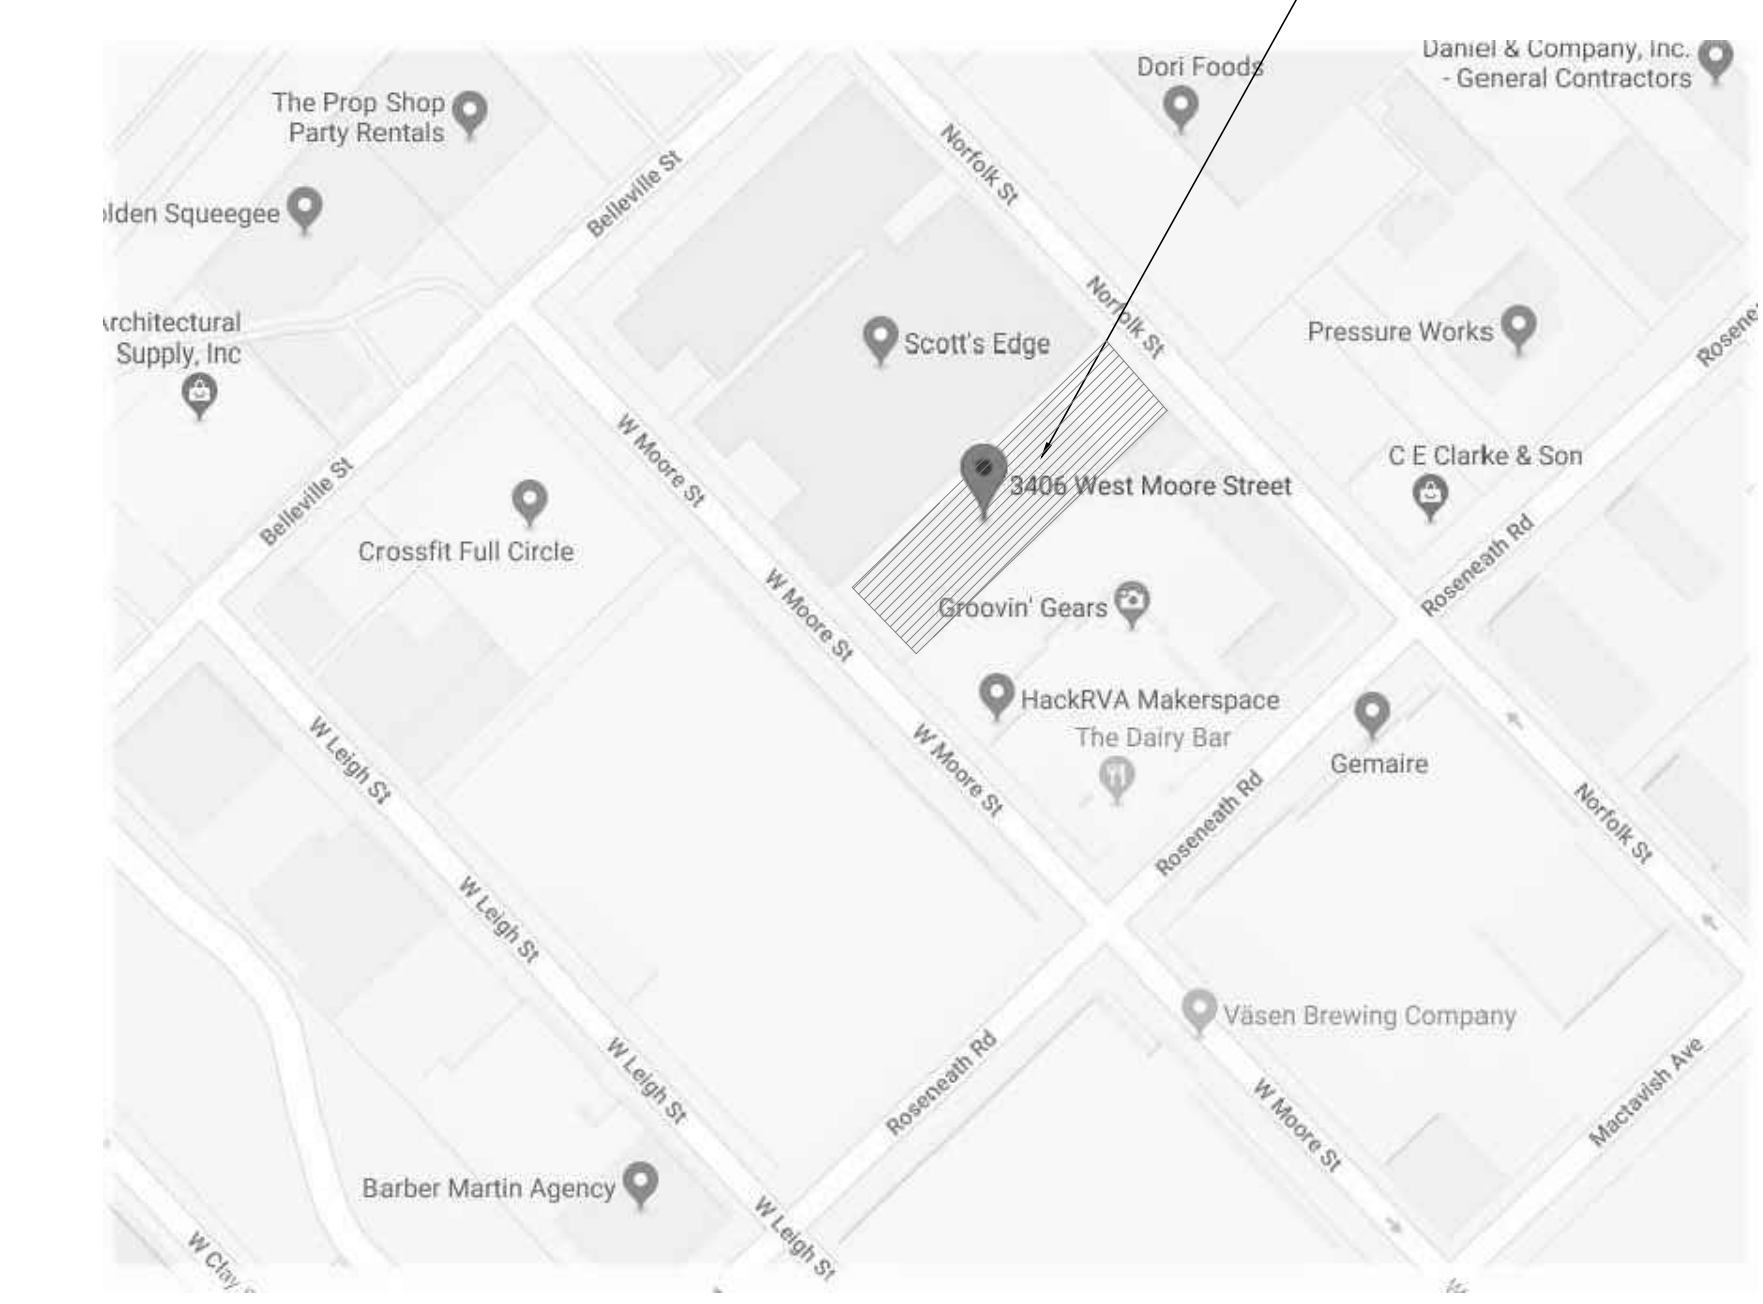 Daniel & Company, Inc.
- General Contractors
Dori Foods
The Prop Shop
Party Rentals
Norfolk St
Belleville St
Squeegee
Norfolk St
Supply, Inc
Scott's Edge
Pressure Works
W Moore St
C E Clarke & Son
3406 West Moore Street
Belleville St
Crossfit Full Circle
Roseneath Rd
W Moore St
Groovin' Gears
HackRVA Makerspace
The Dairy Bar
W Moore St
W Leigh St
Gemaire
Roseneath Rd
Norfolk St
W Leigh St
Väsen Brewing Company
Roseneath Rd
W Leigh St
Mactavish Ave
W Moore St
Barber Martin Agency
W Leigh St
W Clay